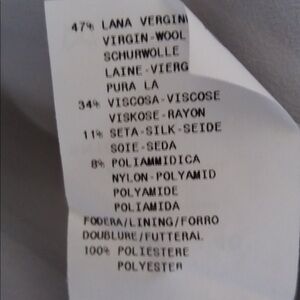 47% LANA VERGIN
VIRGIN-WOOL
SCHURWOLLE
LAINE-VIERG
PURA LA
34% VISCOSA-VISCOSE
VISKOSE-RAYON
11% SETA-SILK-SEIDE
SOIE-SEDA
8% POLIAMMIDICA
NYLON-POLYAMID
POLYAMIDE
POLIAMIDA
FODERA/LINING/FORRO
DOUBLURE/FUTTERAL
100% POLIESTERE
POLYESTER